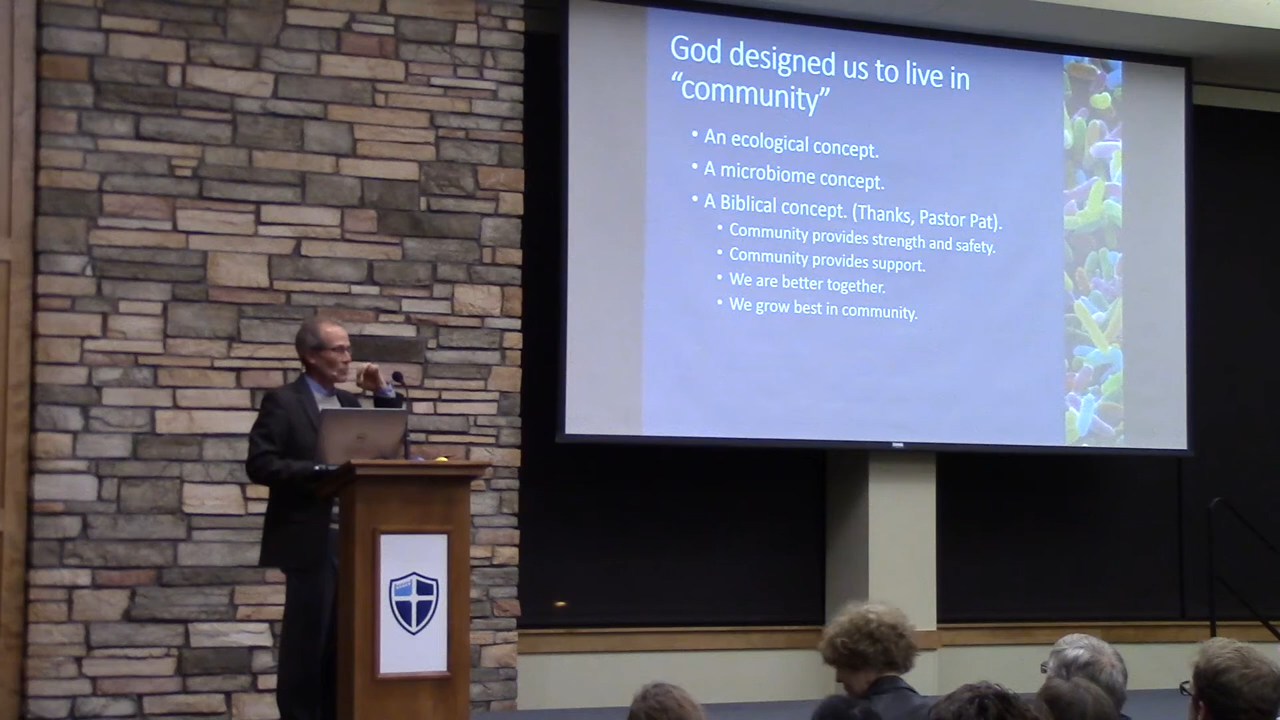 God designed us to live in
“community”
• An ecological concept.
• A microbiome concept.
• A Biblical concept. (Thanks, Pastor Pat).
• Community provides strength and safety.
• Community provides support.
• We are better together.
• We grow best in community.